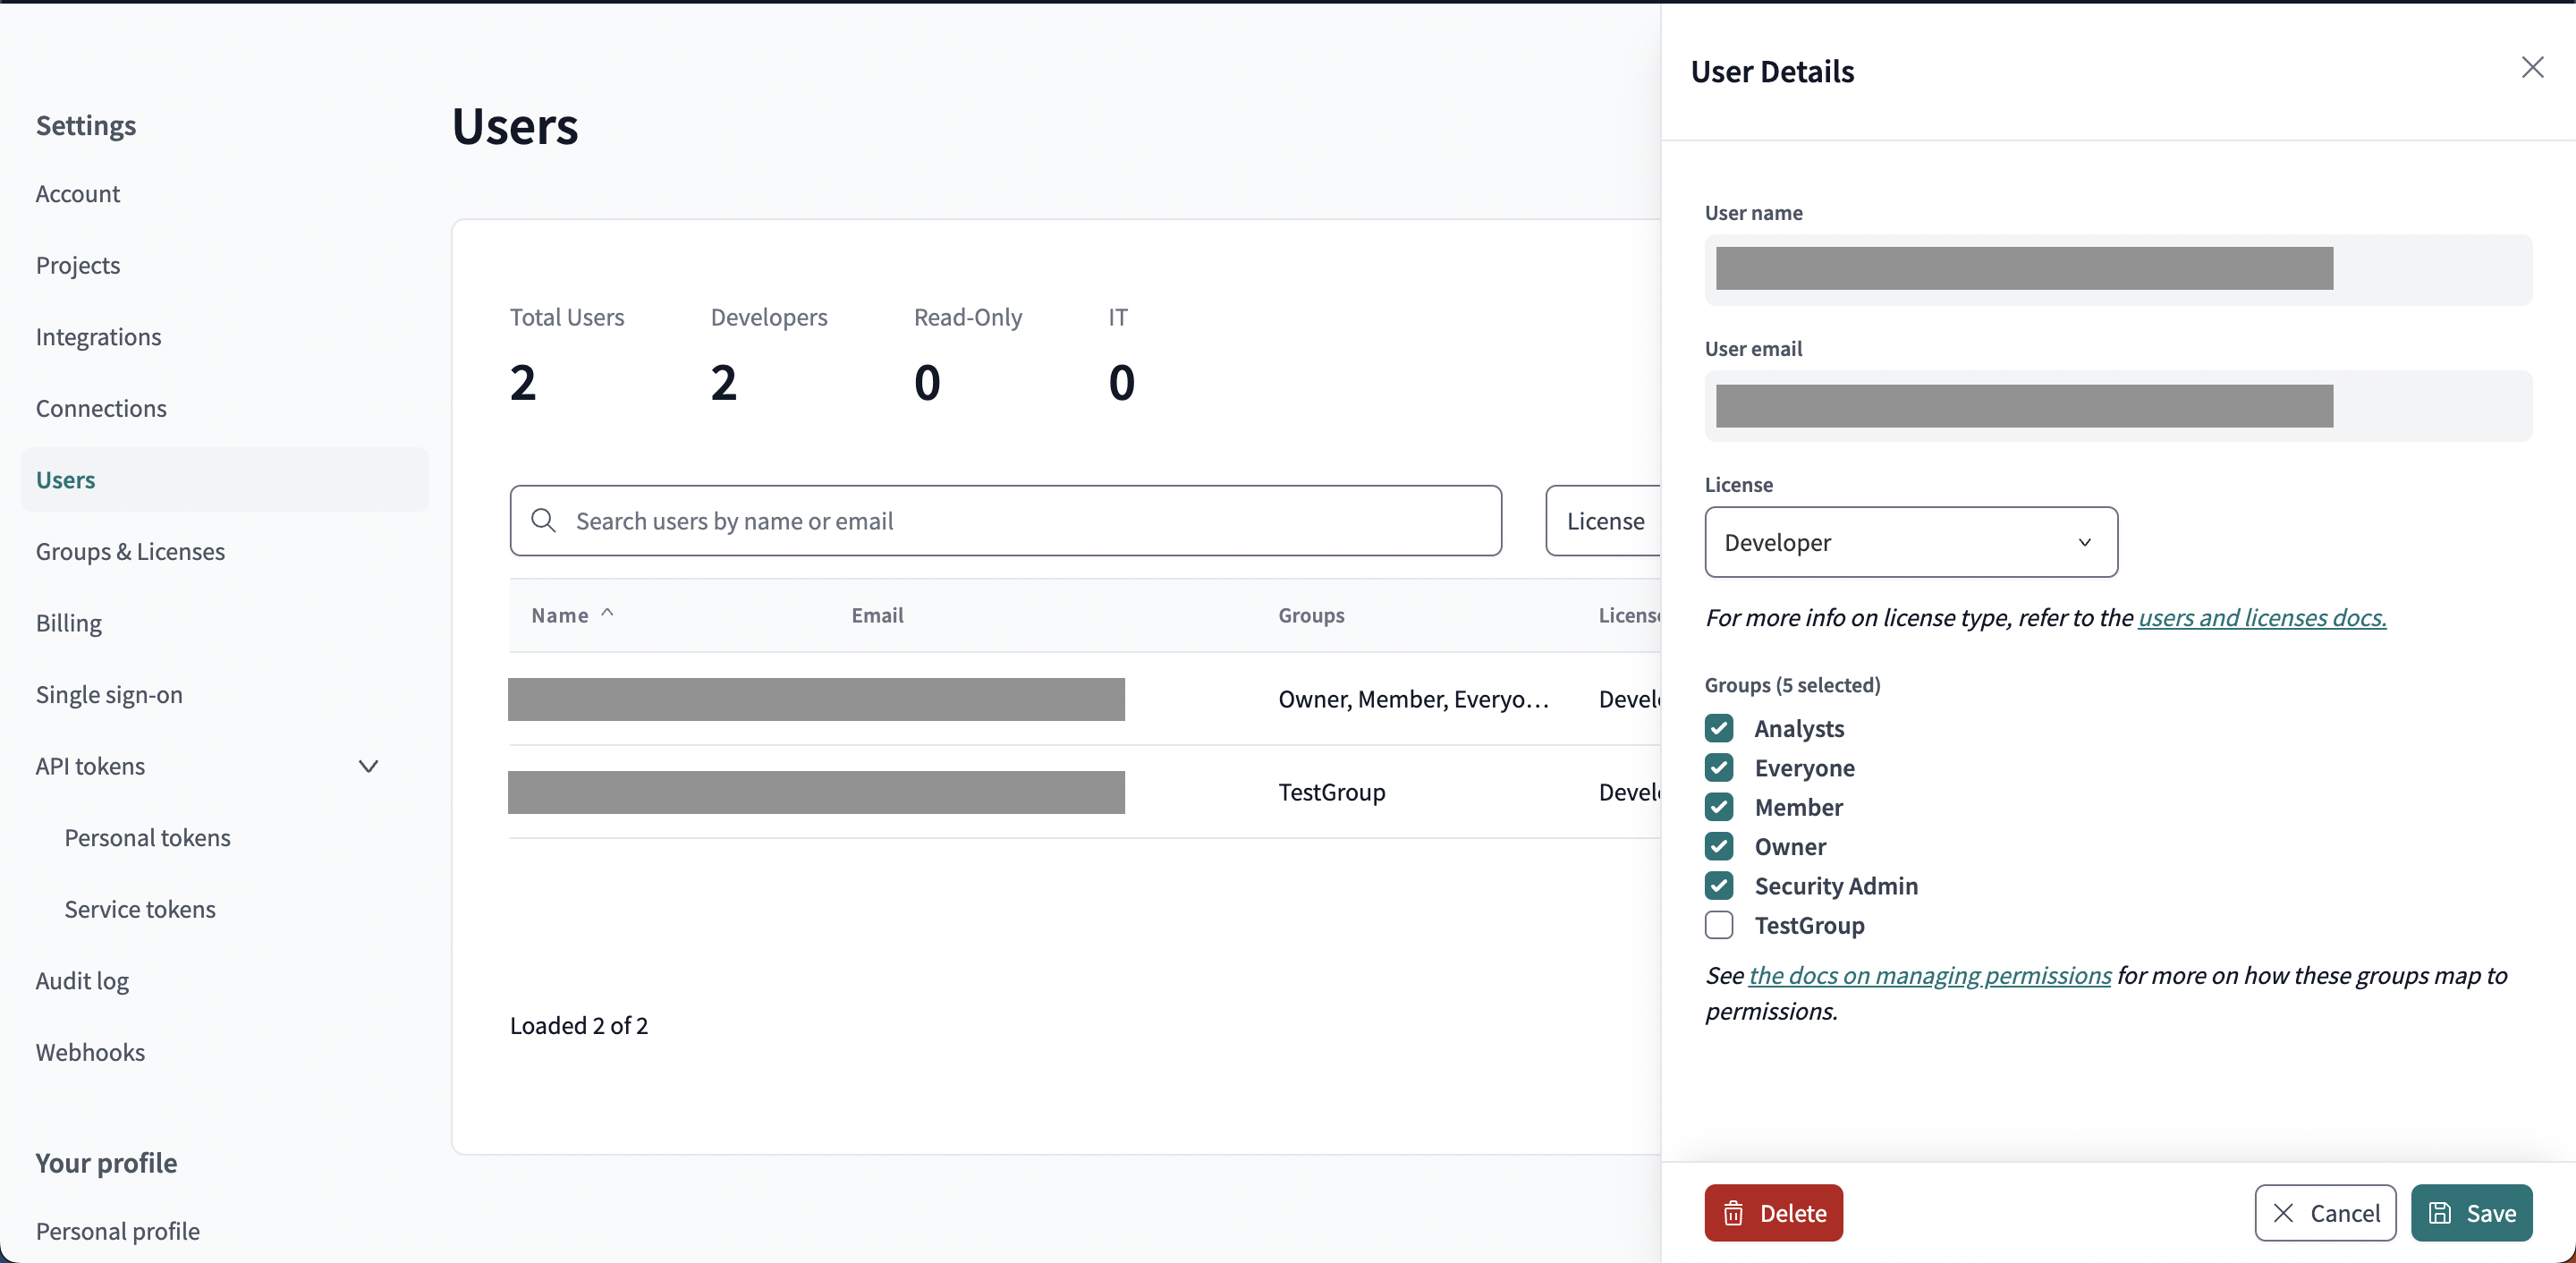 Settings
Account
Projects
Integrations
Connections
Users
Groups & Licenses
Billing
Single sign-on
API tokens
Personal tokens
Service tokens
Audit log
Webhooks
Your profile
Personal profile
Users
Total Users Developers Read-Only IT
2 2 0 0
Search users by name or email License
Name Email Groups License
Owner, Member, Everyo… Devel
TestGroup Devel
Loaded 2 of 2
User Details
User name
User email
License
Developer
For more info on license type, refer to the users and licenses docs.
Groups (5 selected)
Analysts
Everyone
Member
Owner
Security Admin
TestGroup
See the docs on managing permissions for more on how these groups map to
permissions.
Delete Cancel Save